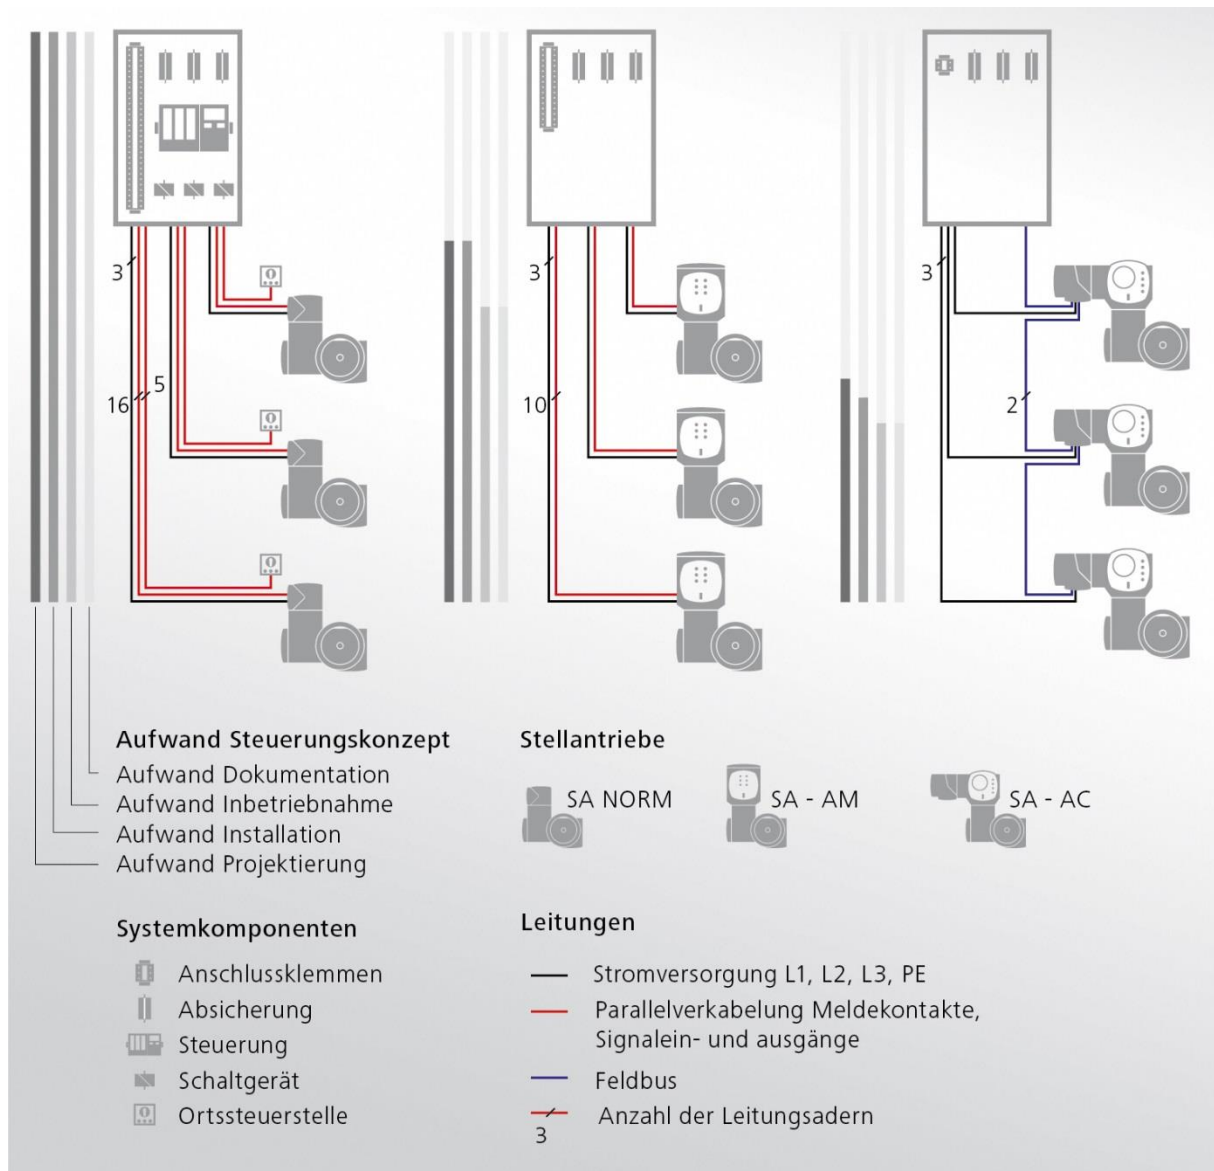 3
3
3
5
16
10
2
Aufwand Steuerungskonzept
Aufwand Dokumentation
Aufwand Inbetriebnahme
Aufwand Installation
Aufwand Projektierung
Stellantriebe
SA NORM
SA - AM
SA - AC
Systemkomponenten
Anschlussklemmen
Absicherung
Steuerung
Schaltgerät
Ortssteuerstelle
Leitungen
Stromversorgung L1, L2, L3, PE
Parallelverkabelung Meldekontakte,
Signalein- und ausgänge
Feldbus
Anzahl der Leitungsadern
3